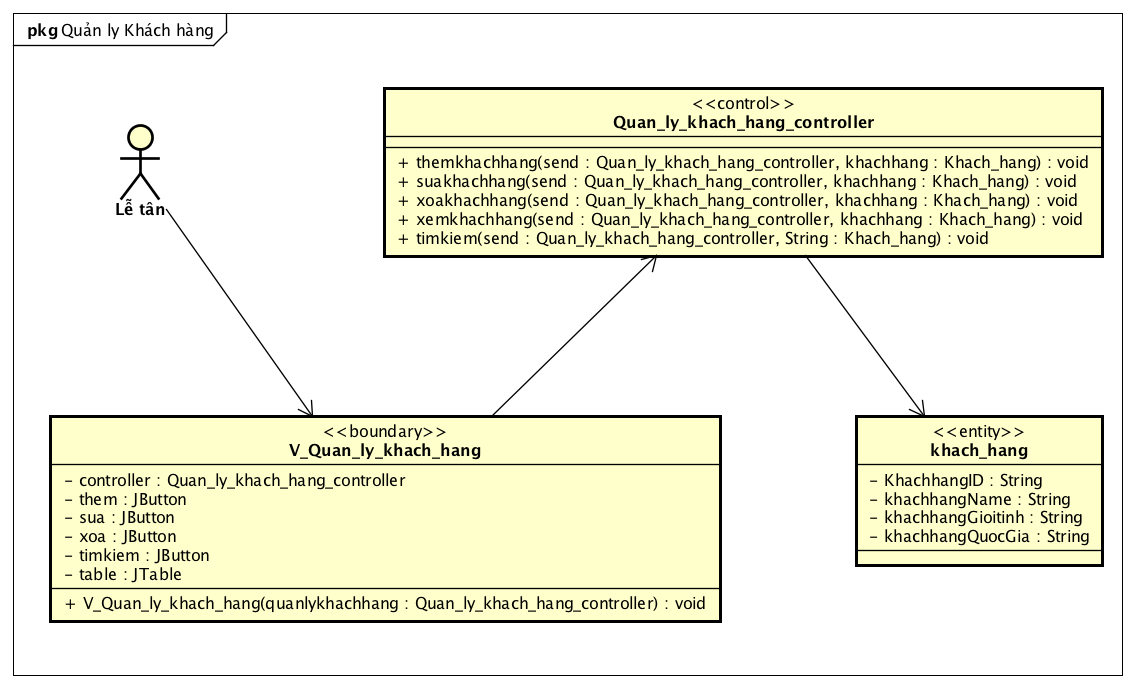 pkg Quản ly Khách hàng
<<control>>
Quan_ly_khach_hang_controller
+ themkhachhang(send : Quan_ly_khach_hang_controller, khachhang : Khach_hang) : void
+ suakhachhang(send : Quan_ly_khach_hang_controller, khachhang : Khach_hang) : void
+ xoakhachhang(send : Quan_ly_khach_hang_controller, khachhang : Khach_hang) : void
+ xemkhachhang(send : Quan_ly_khach_hang_controller, khachhang : Khach_hang) : void
+ timkiem(send : Quan_ly_khach_hang_controller, String : Khach_hang) : void
Lễ tân
<<boundary>>
V_Quan_ly_khach_hang
- controller : Quan_ly_khach_hang_controller
- them : JButton
- sua : JButton
- xoa : JButton
- timkiem : JButton
- table : JTable
+ V_Quan_ly_khach_hang(quanlykhachhang : Quan_ly_khach_hang_controller) : void
<<entity>>
khach_hang
- KhachhangID : String
- khachhangName : String
- khachhangGioitinh : String
- khachhangQuocGia : String